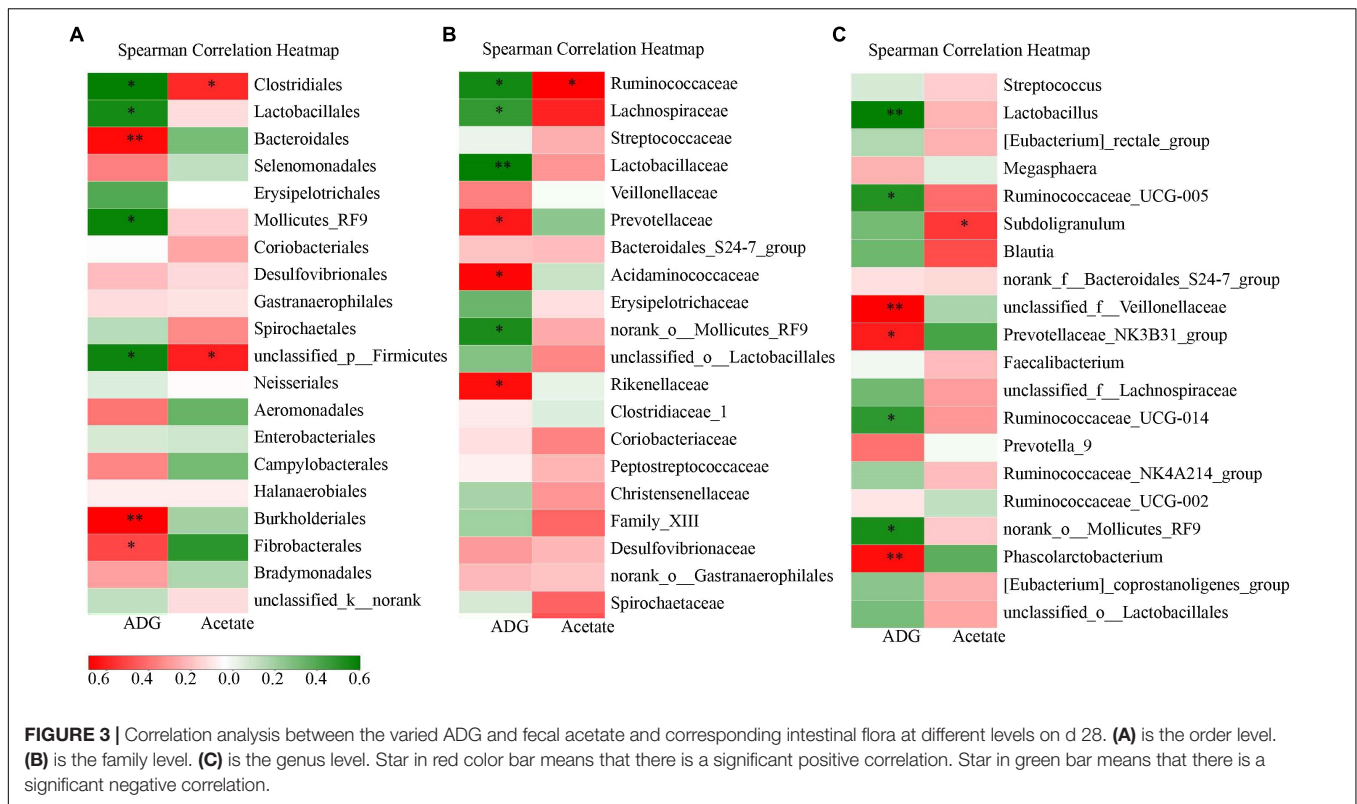 A
Spearman Correlation Heatmap
* * Clostridiales
* Lactobacillales
** Bacteroidales
Selenomonadales
Erysipelotrichales
* Mollicutes_RF9
Coriobacteriales
Desulfovibrionales
Gastranaerophilales
Spirochaetales
* * unclassified_p__Firmicutes
Neisseriales
Aeromonadales
Enterobacteriales
Campylobacterales
Halanaerobiales
** Burkholderiales
* Fibrobacterales
Bradymonadales
unclassified_k__norank
ADG Acetate
0.6 0.4 0.2 0.0 0.2 0.4 0.6
B
Spearman Correlation Heatmap
* * Ruminococcaceae
* Lachnospiraceae
Streptococcaceae
** Lactobacillaceae
Veillonellaceae
* Prevotellaceae
Bacteroidales_S24-7_group
* Acidaminococcaceae
Erysipelotrichaceae
* norank_o__Mollicutes_RF9
unclassified_o__Lactobacillales
* Rikenellaceae
Clostridiaceae_1
Coriobacteriaceae
Peptostreptococcaceae
Christensenellaceae
Family_XIII
Desulfovibrionaceae
norank_o__Gastranaerophilales
Spirochaetaceae
ADG Acetate
C
Spearman Correlation Heatmap
Streptococcus
** Lactobacillus
[Eubacterium]_rectale_group
Megasphaera
* Ruminococcaceae_UCG-005
* Subdoligranulum
Blautia
norank_f__Bacteroidales_S24-7_group
** unclassified_f__Veillonellaceae
* Prevotellaceae_NK3B31_group
Faecalibacterium
unclassified_f__Lachnospiraceae
* Ruminococcaceae_UCG-014
Prevotella_9
Ruminococcaceae_NK4A214_group
Ruminococcaceae_UCG-002
* norank_o__Mollicutes_RF9
** Phascolarctobacterium
[Eubacterium]_coprostanoligenes_group
unclassified_o__Lactobacillales
ADG Acetate
FIGURE 3 | Correlation analysis between the varied ADG and fecal acetate and corresponding intestinal flora at different levels on d 28. (A) is the order level.
(B) is the family level. (C) is the genus level. Star in red color bar means that there is a significant positive correlation. Star in green bar means that there is a
significant negative correlation.